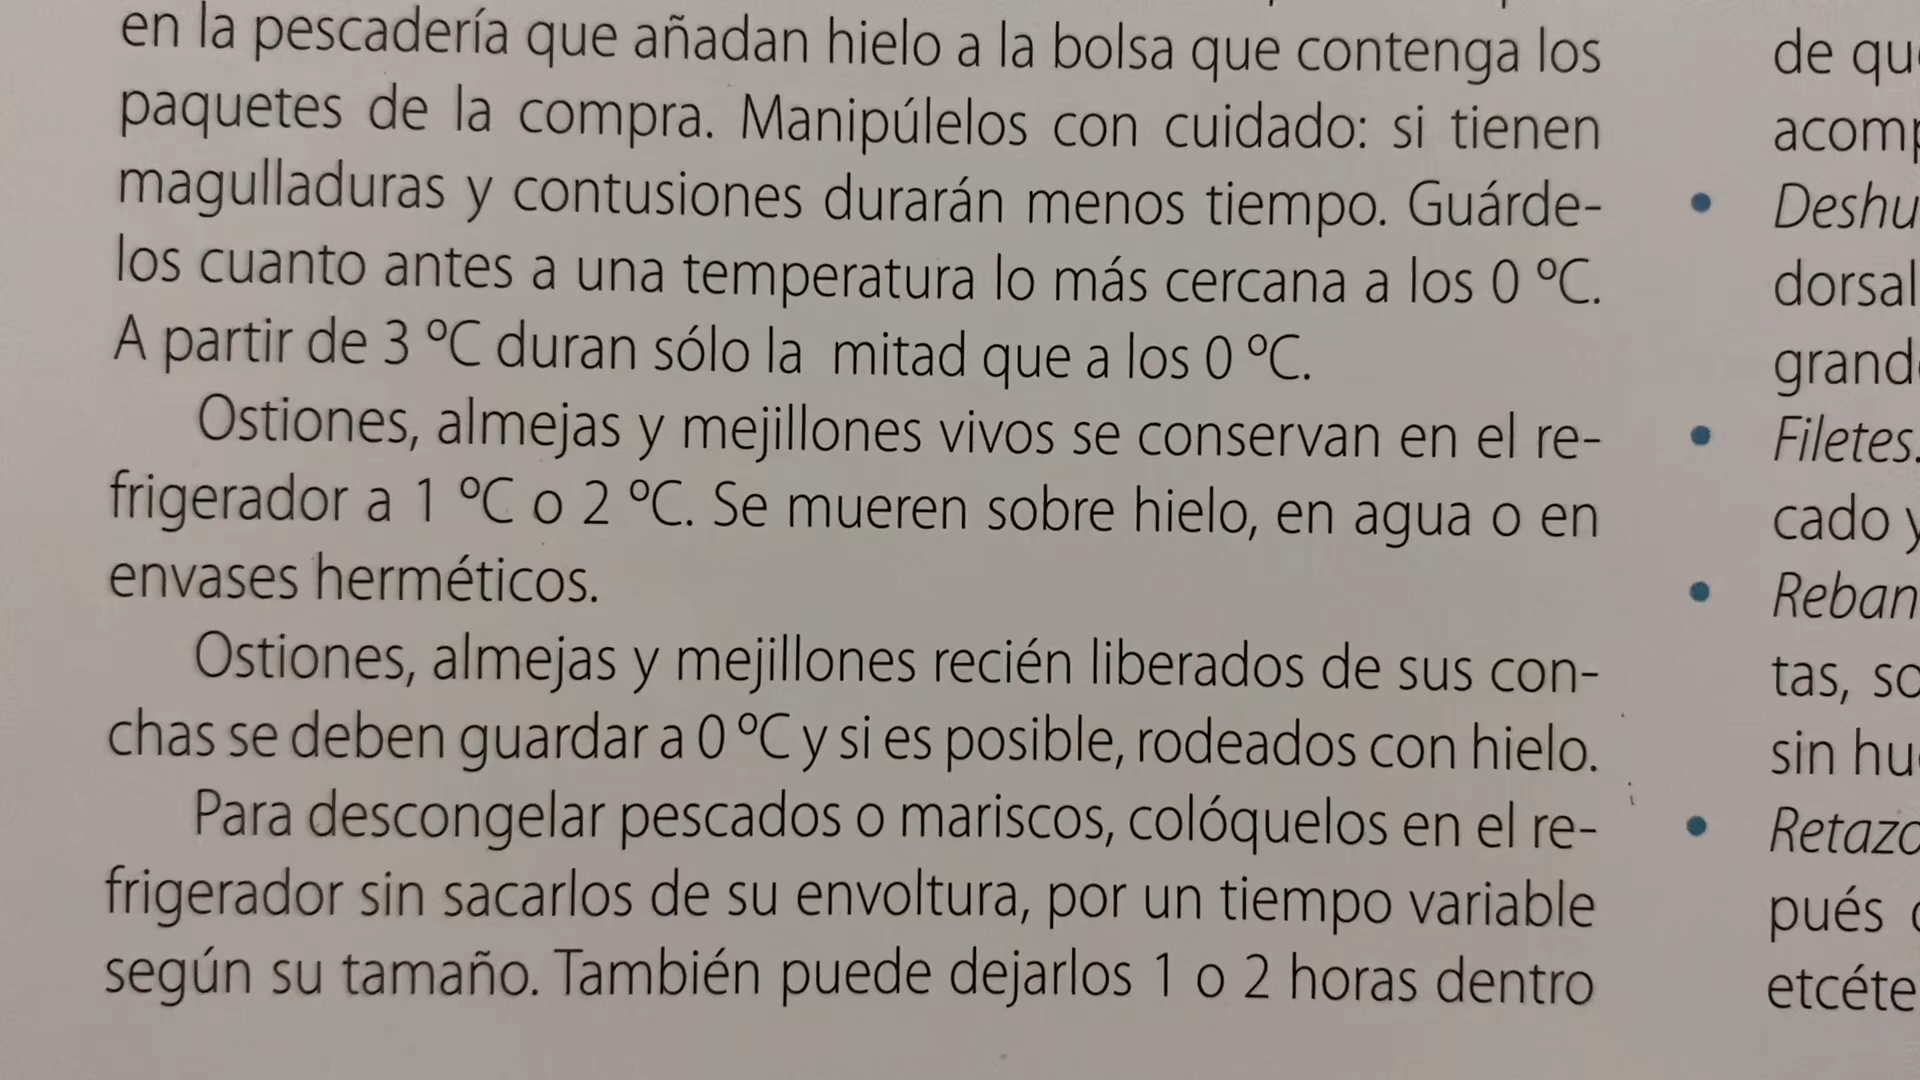 en la pescadería que añadan hielo a la bolsa que contenga los
paquetes de la compra. Manipúlelos con cuidado: si tienen
magulladuras y contusiones durarán menos tiempo. Guárde-
los cuanto antes a una temperatura lo más cercana a los 0 ºC.
A partir de 3 ºC duran sólo la mitad que a los 0 ºC.
Ostiones, almejas y mejillones vivos se conservan en el re-
frigerador a 1 ºC o 2 ºC. Se mueren sobre hielo, en agua o en
envases herméticos.
Ostiones, almejas y mejillones recién liberados de sus con-
chas se deben guardar a 0 ºC y si es posible, rodeados con hielo.
Para descongelar pescados o mariscos, colóquelos en el re-
frigerador sin sacarlos de su envoltura, por un tiempo variable
según su tamaño. También puede dejarlos 1 o 2 horas dentro
de
• 
dorsal
• Filetes.
cado y
•
tas,
sin
•
pués